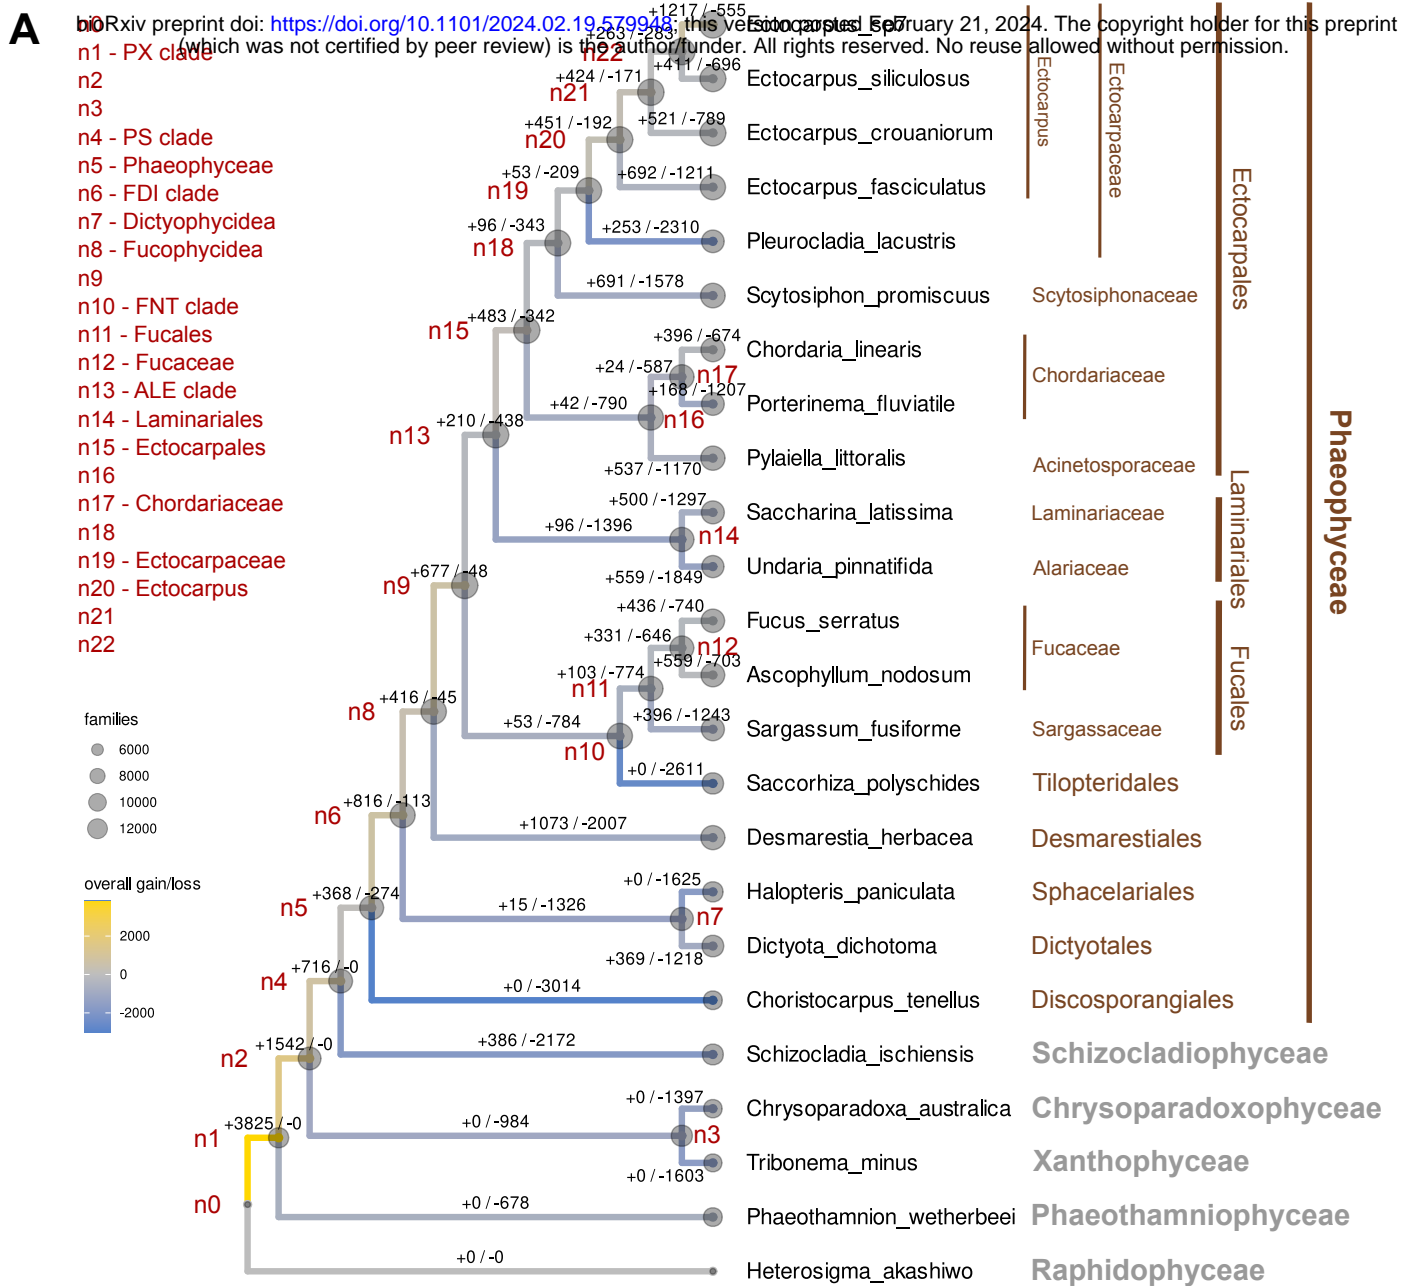 A
bioRxiv preprint doi: https://doi.org/10.1101/2024.02.19.579948; this version posted February 21, 2024. The copyright holder for this preprint
(which was not certified by peer review) is the author/funder. All rights reserved. No reuse allowed without permission.
n0
n1 - PX clade
n2
n3
n4 - PS clade
n5 - Phaeophyceae
n6 - FDI clade
n7 - Dictyophycidea
n8 - Fucophycidea
n9
n10 - FNT clade
n11 - Fucales
n12 - Fucaceae
n13 - ALE clade
n14 - Laminariales
n15 - Ectocarpales
n16
n17 - Chordariaceae
n18
n19 - Ectocarpaceae
n20 - Ectocarpus
n21
n22
families
6000
8000
10000
12000
overall gain/loss
2000
0
-2000
+1217 / -555
Ectocarpus_sp7
+263 / -283
n22
+411 / -696
Ectocarpus_siliculosus
+424 / -171
n21
+521 / -789
Ectocarpus_crouaniorum
+451 / -192
n20
+692 / -1211
Ectocarpus_fasciculatus
+53 / -209
n19
+253 / -2310
Pleurocladia_lacustris
+96 / -343
n18
+691 / -1578
Scytosiphon_promiscuus
Scytosiphonaceae
+483 / -342
n15
+396 / -674
Chordaria_linearis
+24 / -587
n17
Chordariaceae
+168 / -1207
Porterinema_fluviatile
+42 / -790
n16
+537 / -1170
Pylaiella_littoralis
Acinetosporaceae
+210 / -438
n13
+500 / -1297
Saccharina_latissima
Laminariaceae
+96 / -1396
n14
+559 / -1849
Undaria_pinnatifida
Alariaceae
+677 / -48
n9
+436 / -740
Fucus_serratus
+331 / -646
n12
Fucaceae
+559 / -703
Ascophyllum_nodosum
+103 / -774
n11
+396 / -1243
Sargassum_fusiforme
Sargassaceae
+53 / -784
n10
+0 / -2611
Saccorhiza_polyschides
Tilopteridales
+416 / -45
n8
+1073 / -2007
Desmarestia_herbacea
Desmarestiales
+816 / -113
n6
+0 / -1625
Halopteris_paniculata
Sphacelariales
+15 / -1326
n7
+369 / -1218
Dictyota_dichotoma
Dictyotales
+368 / -274
n5
+0 / -3014
Choristocarpus_tenellus
Discosporangiales
+716 / -0
n4
+386 / -2172
Schizocladia_ischiensis
Schizocladiophyceae
+1542 / -0
n2
+0 / -1397
Chrysoparadoxa_australica
Chrysoparadoxophyceae
+0 / -984
n3
+0 / -1603
Tribonema_minus
Xanthophyceae
+3825 / -0
n1
+0 / -678
Phaeothamnion_wetherbeei
Phaeothamniophyceae
n0
+0 / -0
Heterosigma_akashiwo
Raphidophyceae
Ectocarpus
Ectocarpaceae
Ectocarpales
Laminariales
Fucales
Phaeophyceae